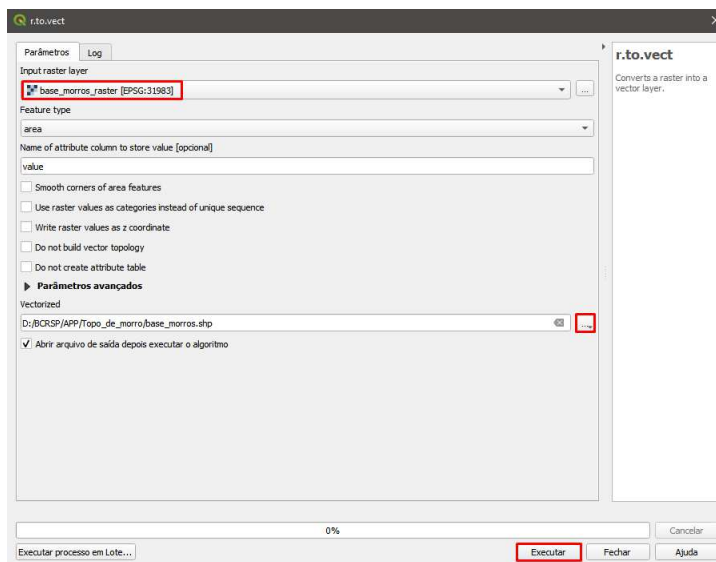 r.to.vect
Parâmetros
Log
Input raster layer
base_morros_raster [EPSG:31983]
...
Feature type
area
Name of attribute column to store value [opcional]
value
Smooth corners of area features
Use raster values as categories instead of unique sequence
Write raster values as z coordinate
Do not build vector topology
Do not create attribute table
Parâmetros avançados
Vectorized
D:/BCRSP/APP/Topo_de_morro/base_morros.shp
...
Abrir arquivo de saída depois executar o algoritmo
r.to.vect
Converts a raster into a
vector layer.
0%
Cancelar
Executar processo em Lote...
Executar
Fechar
Ajuda